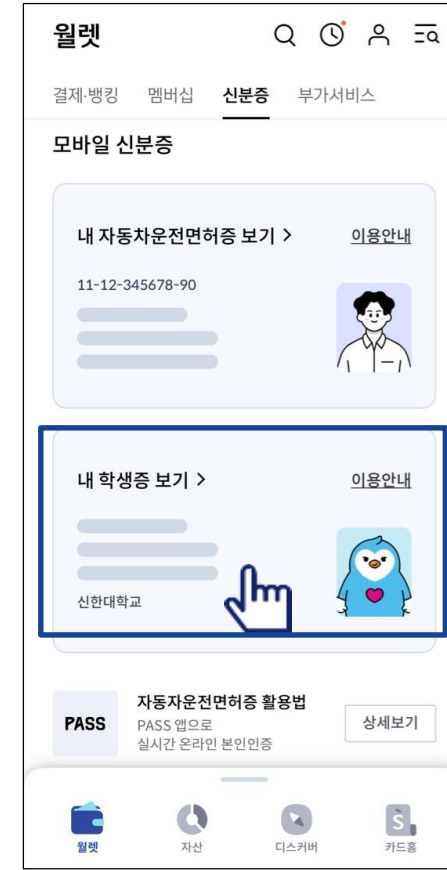 월렛
결제·뱅킹 멤버십 신분증 부가서비스
모바일 신분증
내 자동차운전면허증 보기 > 이용안내
11-12-345678-90
내 학생증 보기 > 이용안내
신한대학교
자동자운전면허증 활용법
PASS PASS 앱으로 상세보기
실시간 온라인 본인인증
월렛 자산 디스커버 카드홈